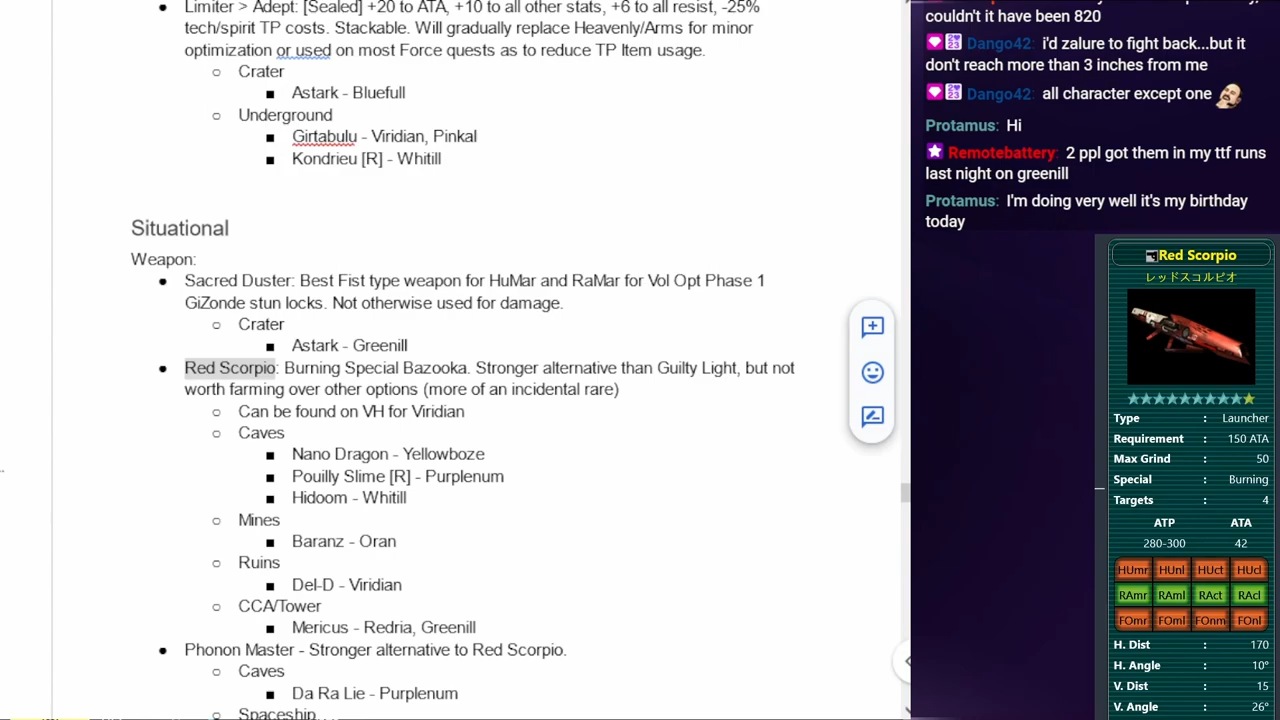 Limiter > Adept: [Sealed] +20 to ATA, +10 to all other stats, +6 to all resist, -25%
tech/spirit TP costs. Stackable. Will gradually replace Heavenly/Arms for minor
optimization or used on most Force quests as to reduce TP Item usage.
Crater
Astark - Bluefull
Underground
Girtabulu - Viridian, Pinkal
Kondrieu [R] - Whitill
Situational
Weapon:
Sacred Duster: Best Fist type weapon for HuMar and RaMar for Vol Opt Phase 1
GiZonde stun locks. Not otherwise used for damage.
Crater
Astark - Greenill
Red Scorpio: Burning Special Bazooka. Stronger alternative than Guilty Light, but not
worth farming over other options (more of an incidental rare)
Can be found on VH for Viridian
Caves
Nano Dragon - Yellowboze
Pouilly Slime [R] - Purplenum
Hidoom - Whitill
Mines
Baranz - Oran
Ruins
Del-D - Viridian
CCA/Tower
Mericus - Redria, Greenill
Phonon Master - Stronger alternative to Red Scorpio.
Caves
Da Ra Lie - Purplenum
Spaceship
couldn't it have been 820
Dango42: i'd zalure to fight back...but it
don't reach more than 3 inches from me
Dango42: all character except one
Protamus: Hi
Remotebattery: 2 ppl got them in my ttf runs
last night on greenill
Protamus: I'm doing very well it's my birthday
today
Red Scorpio
レッドスコルピオ
Type : Launcher
Requirement : 150 ATA
Max Grind : 50
Special : Burning
Targets : 4
ATP ATA
280-300 42
HUmr HUnl HUct HUcl
RAmr RAml RAct RAcl
FOmr FOml FOnm FOnl
H. Dist : 170
H. Angle : 10°
V. Dist : 15
V. Angle : 26°